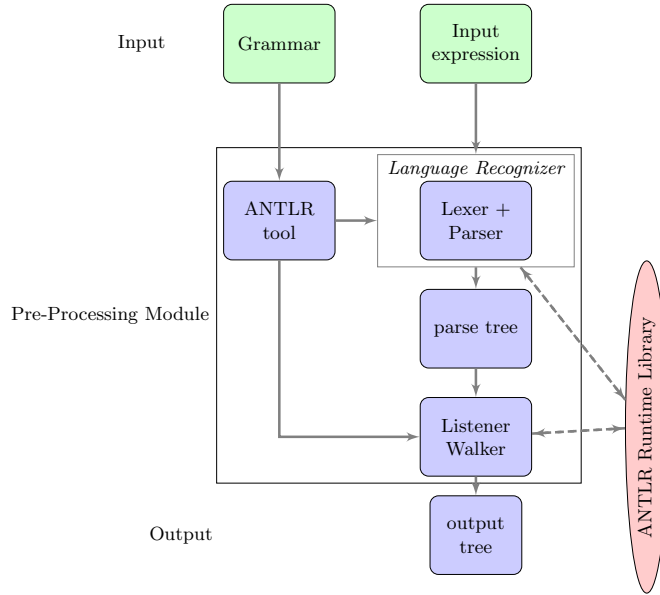 Input
Grammar
Input
expression
Language Recognizer
ANTLR
tool
Lexer +
Parser
Pre-Processing Module
parse tree
ANTLR Runtime Library
Listener
Walker
Output
output
tree